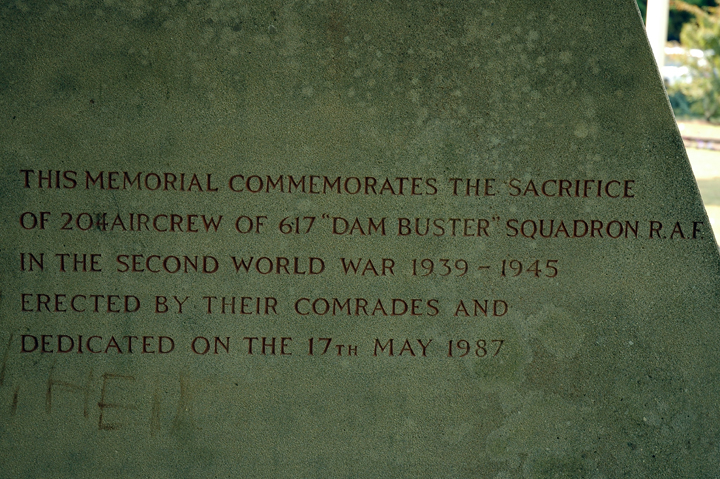 THIS MEMORIAL COMMEMORATES THE SACRIFICE
OF 204 AIRCREW OF 617 "DAM BUSTER" SQUADRON R.A.F.
IN THE SECOND WORLD WAR 1939 - 1945
ERECTED BY THEIR COMRADES AND
DEDICATED ON THE 17TH MAY 1987